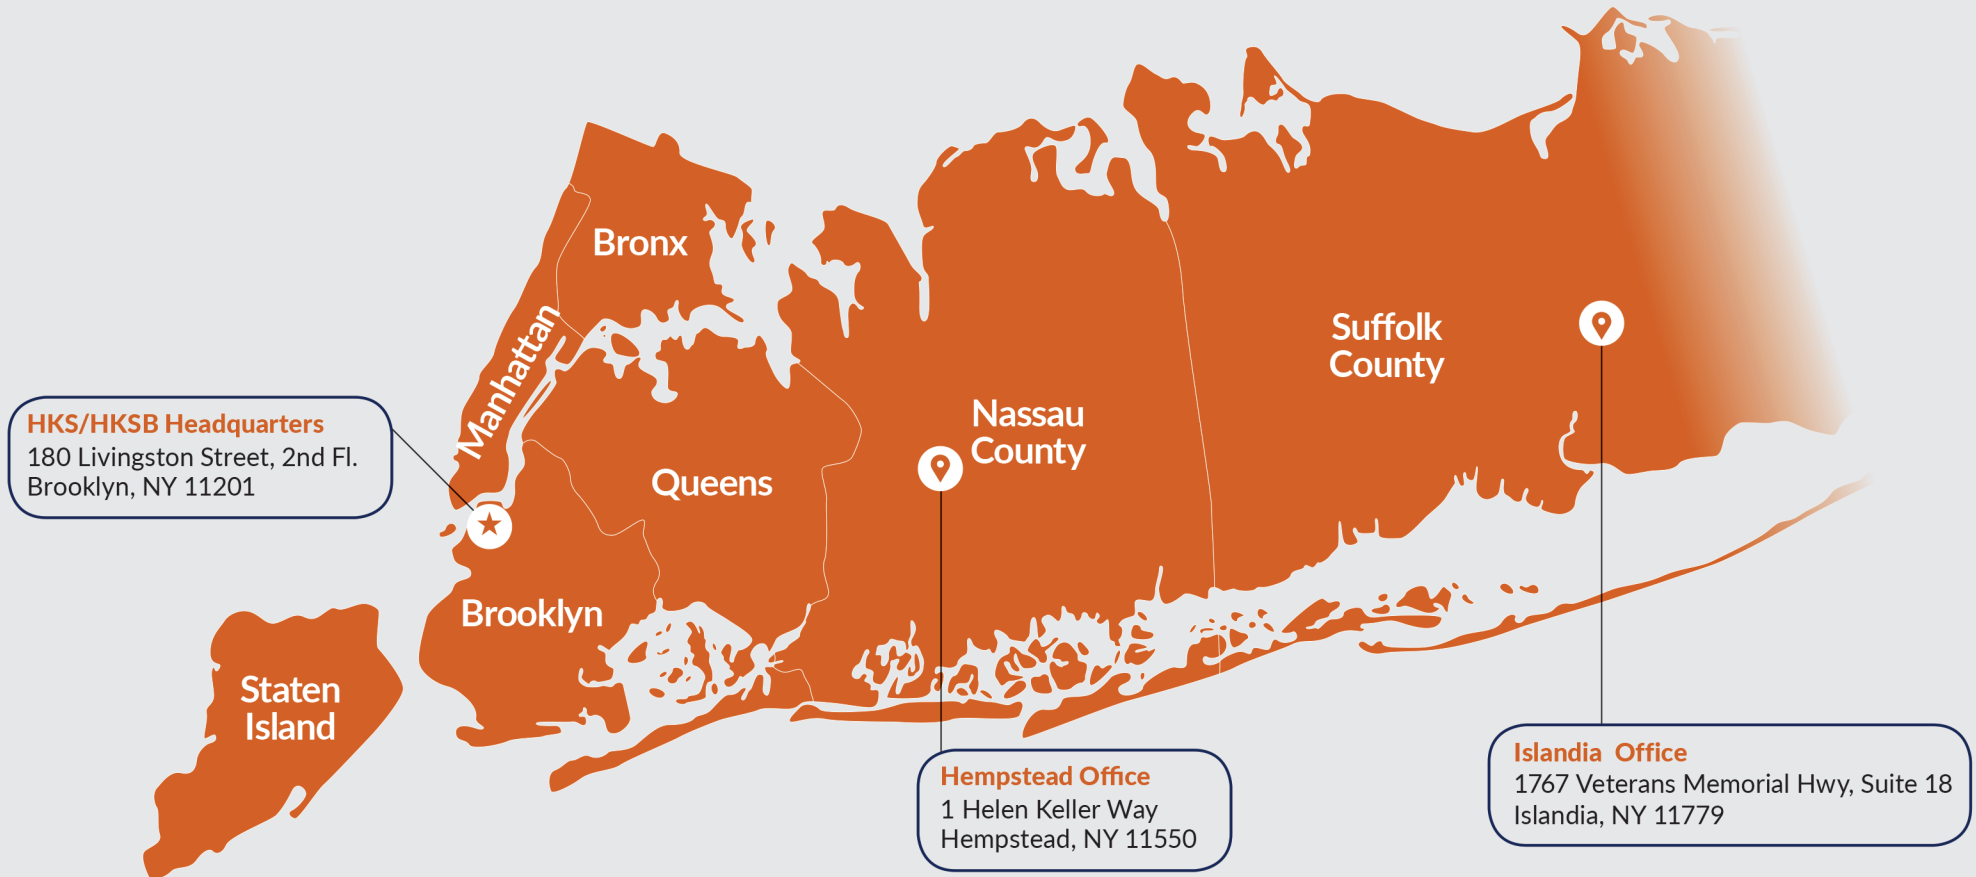 Bronx
Manhattan
Suffolk
County
Nassau
County
HKS/HKSB Headquarters
180 Livingston Street, 2nd Fl.
Brooklyn, NY 11201
Queens
Brooklyn
Staten
Island
Hempstead Office
1 Helen Keller Way
Hempstead, NY 11550
Islandia Office
1767 Veterans Memorial Hwy, Suite 18
Islandia, NY 11779